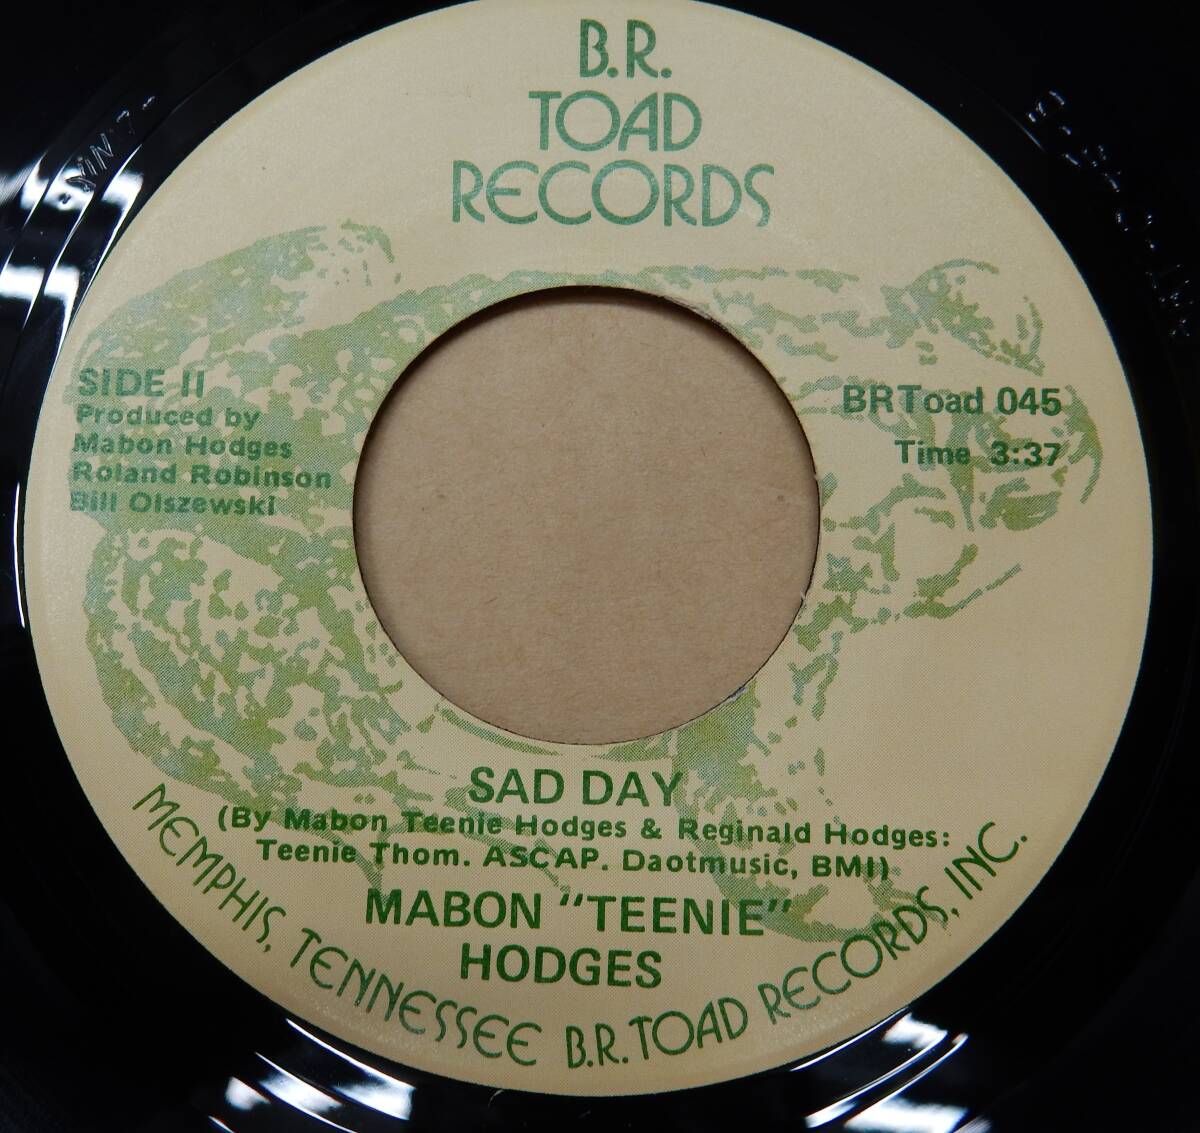 B.R.
TOAD
RECORDS
SIDE II
Produced by
Mabon Hodges
Roland Robinson
Bill Olszewski
BRToad 045
Time 3:37
SAD DAY
(By Mabon Teenie Hodges & Reginald Hodges:
Teenie Thom. ASCAP. Daotmusic, BMI)
MABON "TEENIE"
HODGES
MEMPHIS, TENNESSEE B.R. TOAD RECORDS, INC.